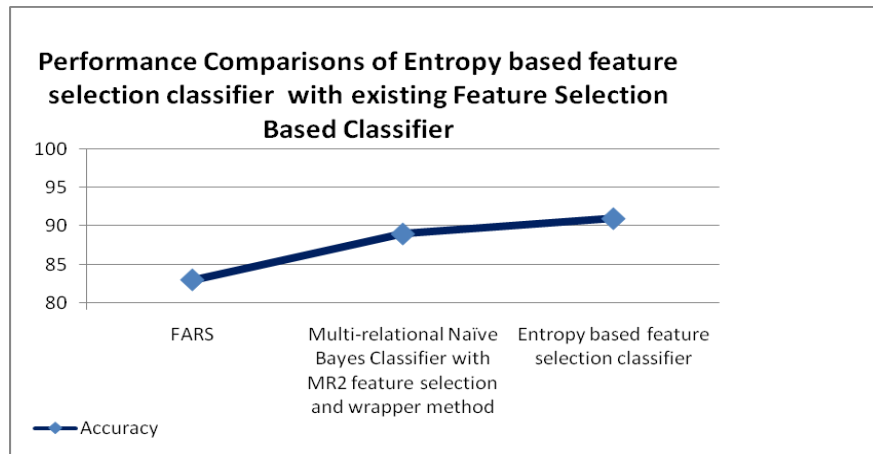 Performance Comparisons of Entropy based feature
selection classifier with existing Feature Selection
Based Classifier
100
95
90
85
80
FARS
Multi-relational Naïve
Bayes Classifier with
MR2 feature selection
and wrapper method
Entropy based feature
selection classifier
Accuracy